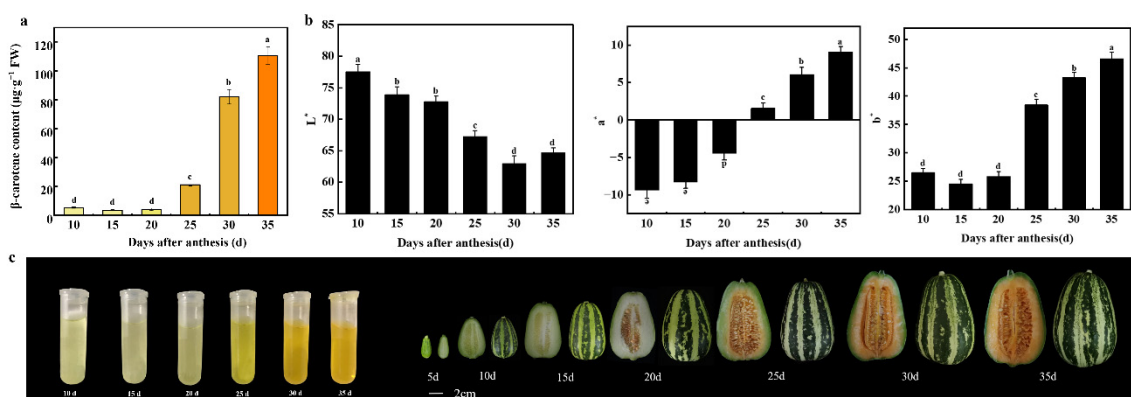 a
β-carotene content (μg·g⁻¹ FW)
120
100
80
60
40
20
0
d
d
d
c
b
a
10 15 20 25 30 35
Days after anthesis (d)
b
L*
85
80
75
70
65
60
55
a
b
b
c
d
d
10 15 20 25 30 35
Days after anthesis(d)
a*
10
5
0
−5
−10
c
b
a
10 15 20 25 30 35
Days after anthesis(d)
b*
50
45
40
35
30
25
20
d
d
d
c
b
a
10 15 20 25 30 35
Days after anthesis(d)
c
10 d 15 d 20 d 25 d 30 d 35 d
5d 10d 15d 20d 25d 30d 35d
2cm